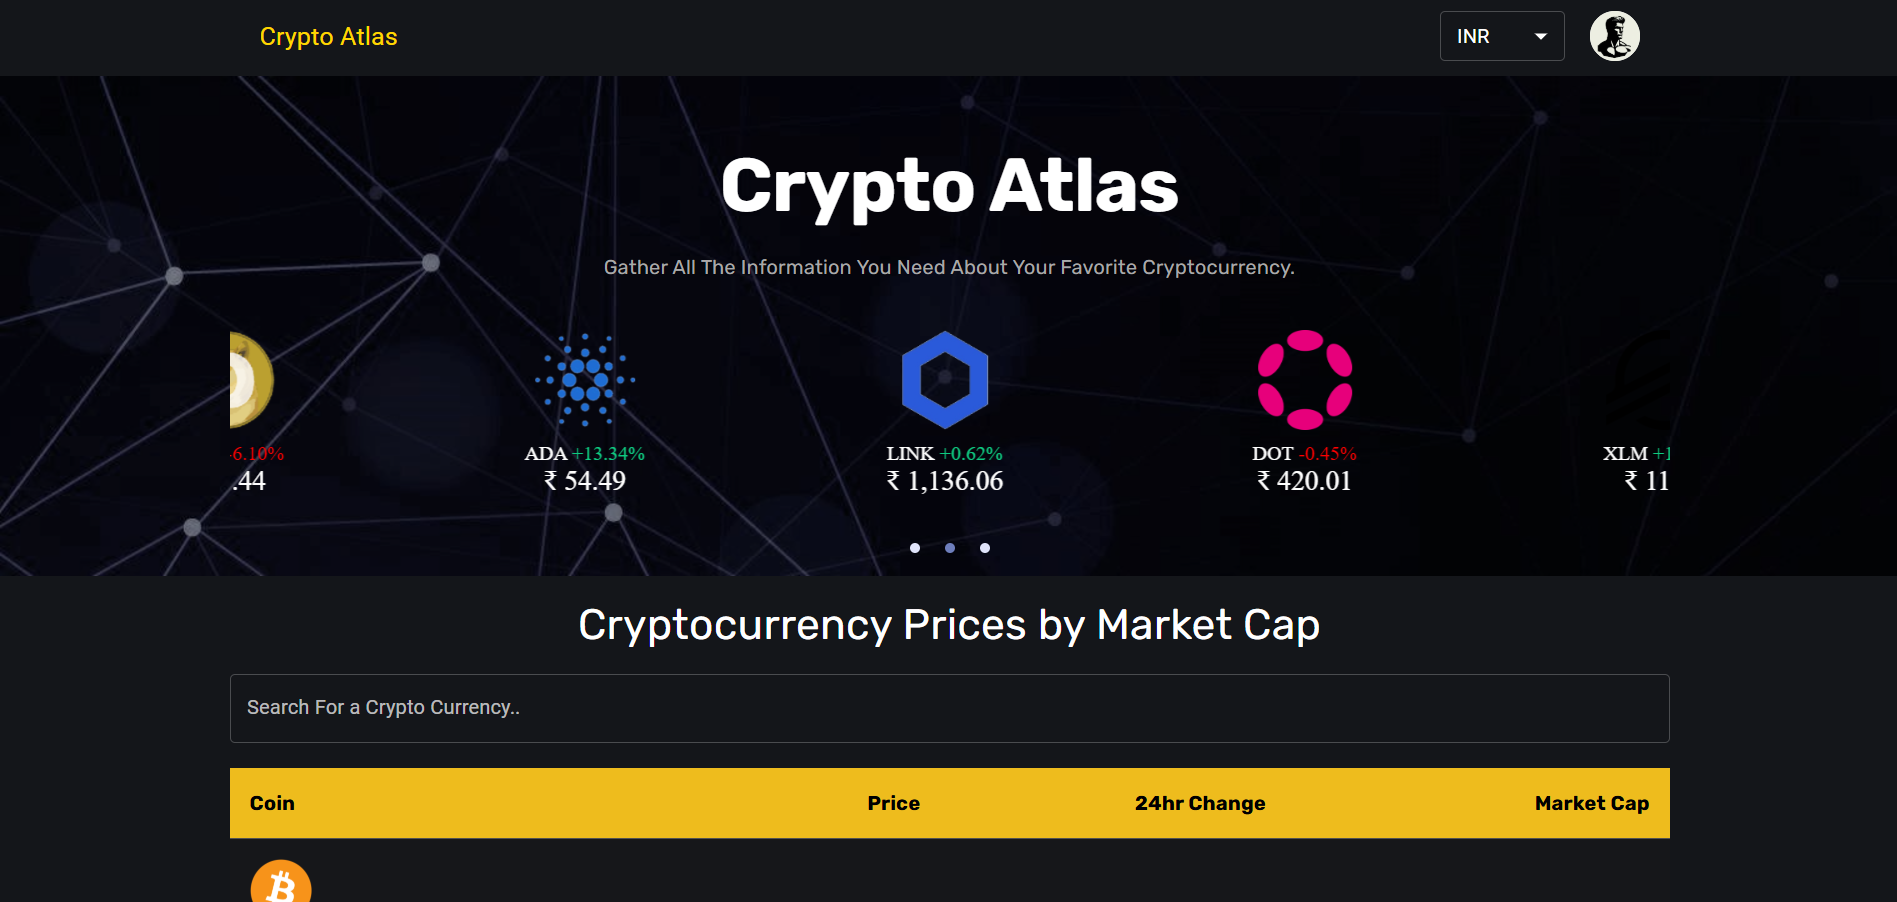 Crypto Atlas
INR
Crypto Atlas
Gather All The Information You Need About Your Favorite Cryptocurrency.
-6.10%
.44
ADA +13.34%
₹ 54.49
LINK +0.62%
₹ 1,136.06
DOT -0.45%
₹ 420.01
XLM +1
₹ 11
Cryptocurrency Prices by Market Cap
Search For a Crypto Currency..
Coin Price 24hr Change Market Cap